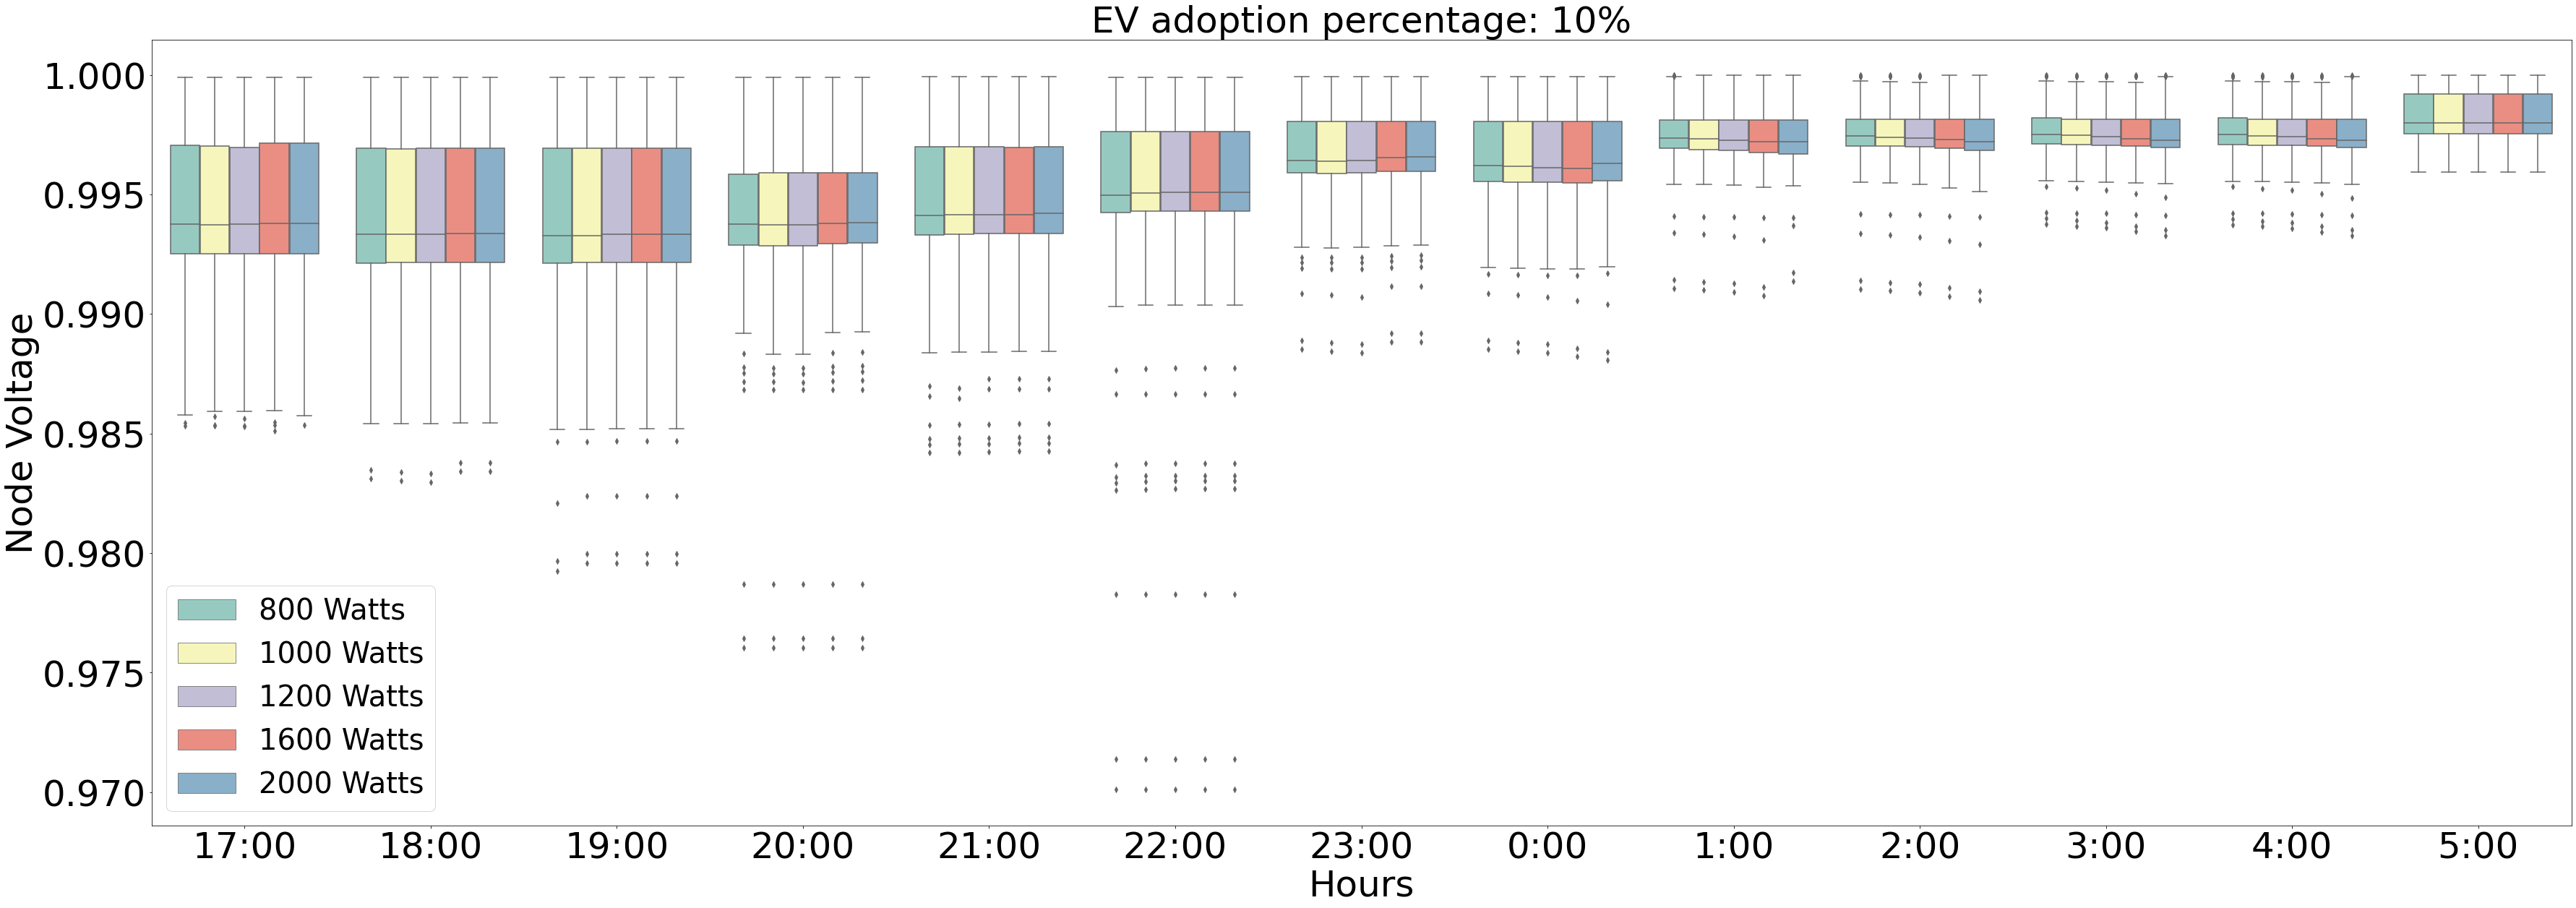 EV adoption percentage: 10%
1.000
0.995
0.990
0.985
0.980
0.975
0.970
Node Voltage
800 Watts
1000 Watts
1200 Watts
1600 Watts
2000 Watts
17:00 18:00 19:00 20:00 21:00 22:00 23:00 0:00 1:00 2:00 3:00 4:00 5:00
Hours